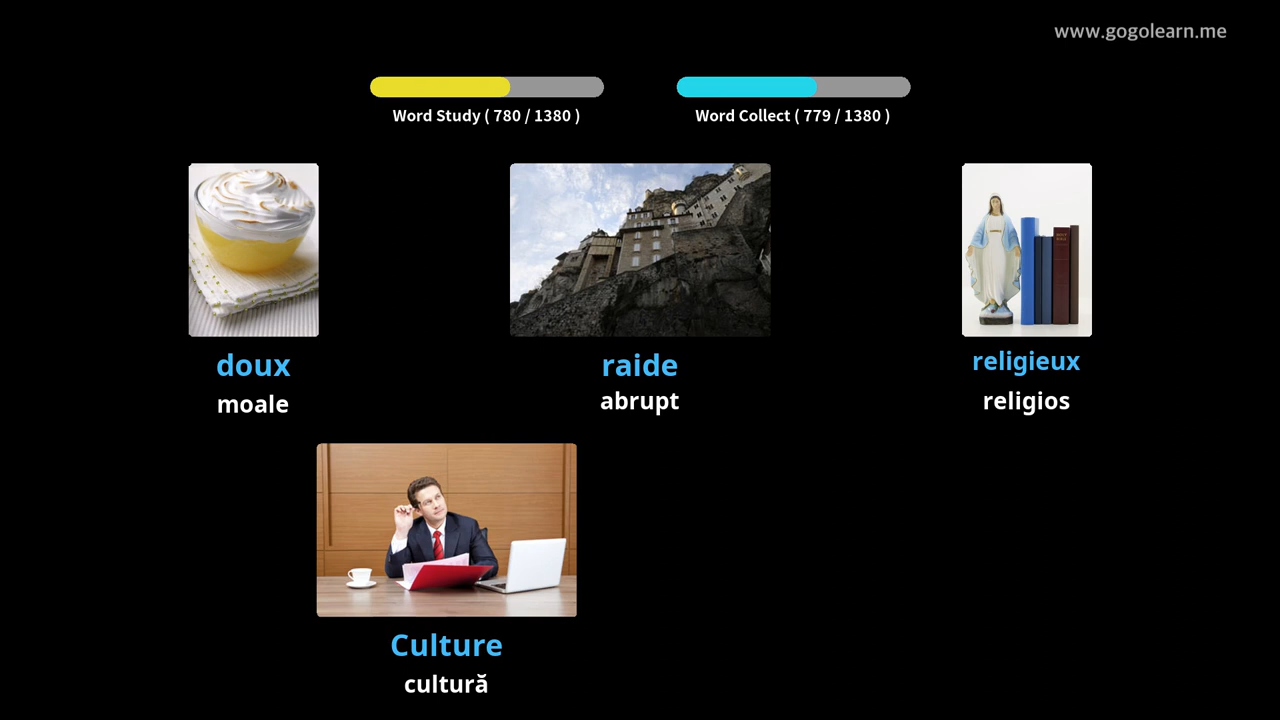 www.gogolearn.me
Word Study ( 780 / 1380 )
Word Collect ( 779 / 1380 )
doux
moale
raide
abrupt
religieux
religios
Culture
cultură